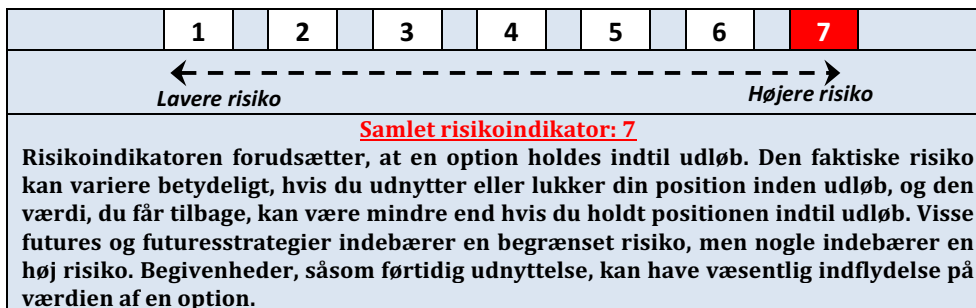 1 2 3 4 5 6 7
Lavere risiko Højere risiko
Samlet risikoindikator: 7
Risikoindikatoren forudsætter, at en option holdes indtil udløb. Den faktiske risiko
kan variere betydeligt, hvis du udnytter eller lukker din position inden udløb, og den
værdi, du får tilbage, kan være mindre end hvis du holdt positionen indtil udløb. Visse
futures og futuresstrategier indebærer en begrænset risiko, men nogle indebærer en
høj risiko. Begivenheder, såsom førtidig udnyttelse, kan have væsentlig indflydelse på
værdien af en option.